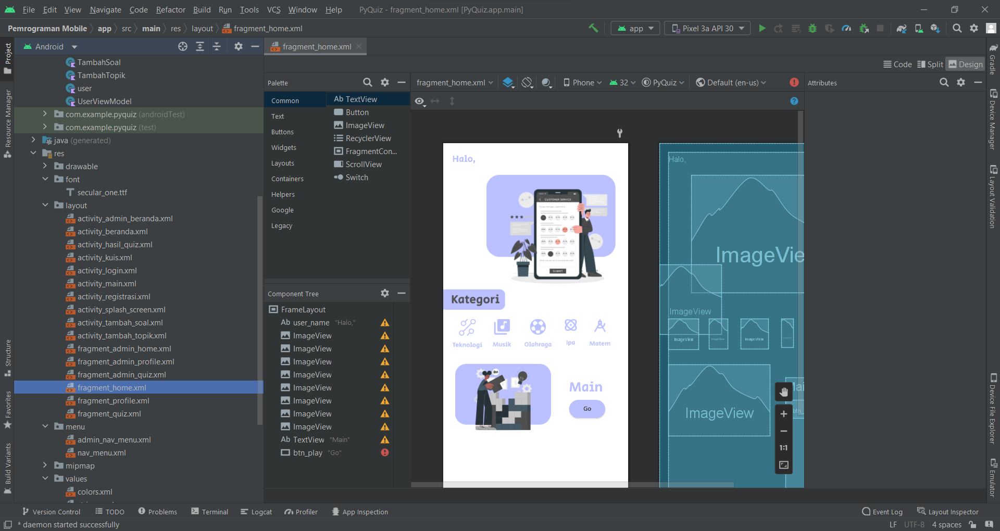 File Edit View Navigate Code Refactor Build Run Tools VCS Window Help PyQuiz - fragment_home.xml [PyQuiz.app.main]
Pemrograman Mobile app src main res layout fragment_home.xml app Pixel 3a API 30
Project
Resource Manager
Structure
Favorites
Build Variants
Android
TambahSoal
TambahTopik
user
UserViewModel
com.example.pyquiz (androidTest)
com.example.pyquiz (test)
java (generated)
res
drawable
font
secular_one.ttf
layout
activity_admin_beranda.xml
activity_beranda.xml
activity_hasil_quiz.xml
activity_kuis.xml
activity_login.xml
activity_main.xml
activity_registrasi.xml
activity_splash_screen.xml
activity_tambah_soal.xml
activity_tambah_topik.xml
fragment_admin_home.xml
fragment_admin_profile.xml
fragment_admin_quiz.xml
fragment_home.xml
fragment_profile.xml
fragment_quiz.xml
menu
admin_nav_menu.xml
nav_menu.xml
mipmap
values
colors.xml
fragment_home.xml
Code Split Design
Palette
Common
Text
Buttons
Widgets
Layouts
Containers
Helpers
Google
Legacy
Ab TextView
Button
ImageView
RecyclerView
FragmentCon...
ScrollView
Switch
Component Tree
FrameLayout
Ab user_name "Halo,"
ImageView
ImageView
ImageView
ImageView
ImageView
ImageView
ImageView
ImageView
Ab TextView "Main"
btn_play "Go"
fragment_home.xml Phone 32 PyQuiz Default (en-us)
Halo,
CUSTOMER SERVICE
SUBMIT
Kategori
Teknologi Musik Olahraga Ipa Matem
Main
Go
Halo,
ImageVie
ImageView
ImageView ImageView ImageView
ImageView
Mai
btn_
1:1
Attributes
Gradle
Device Manager
Layout Validation
Device File Explorer
Emulator
Version Control TODO Problems Terminal Logcat Profiler App Inspection Event Log Layout Inspector
* daemon started successfully LF UTF-8 4 spaces